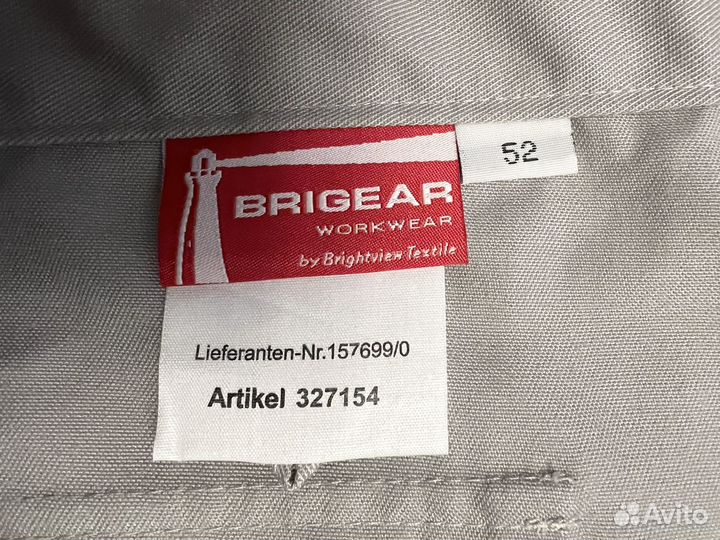 BRIGEAR
WORKWEAR
by Brightview Textile
52
Lieferanten-Nr.157699/0
Artikel 327154
Avito